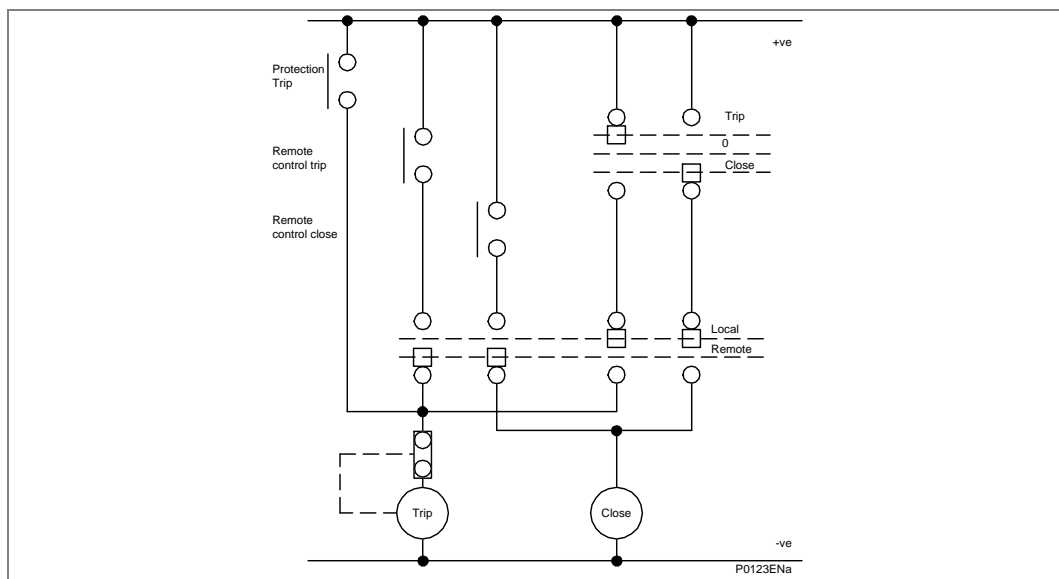 +ve
Protection
Trip
Trip
0
Close
Remote
control trip
Remote
control close
Local
Remote
Trip
Close
-ve
P0123ENa